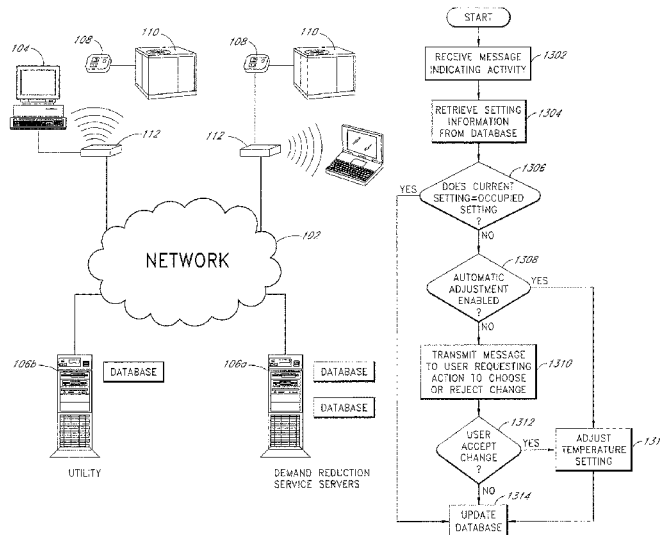 104
108
110
108
110
112
112
102
NETWORK
106b
DATABASE
106a
DATABASE
DATABASE
UTILITY
DEMAND REDUCTION
SERVICE SERVERS
START
RECEIVE MESSAGE
INDICATING ACTIVITY
1302
RETRIEVE SETTING
INFORMATION
FROM DATABASE
1304
1306
YES
DOES CURRENT
SETTING=OCCUPIED
SETTING
?
NO
1308
AUTOMATIC
ADJUSTMENT
ENABLED
?
YES
NO
TRANSMIT MESSAGE
TO USER REQUESTING
ACTION TO CHOOSE
OR REJECT CHANGE
1310
1312
USER
ACCEPT
CHANGE
?
YES
ADJUST
TEMPERATURE
SETTING
131
NO
1314
UPDATE
DATABASE